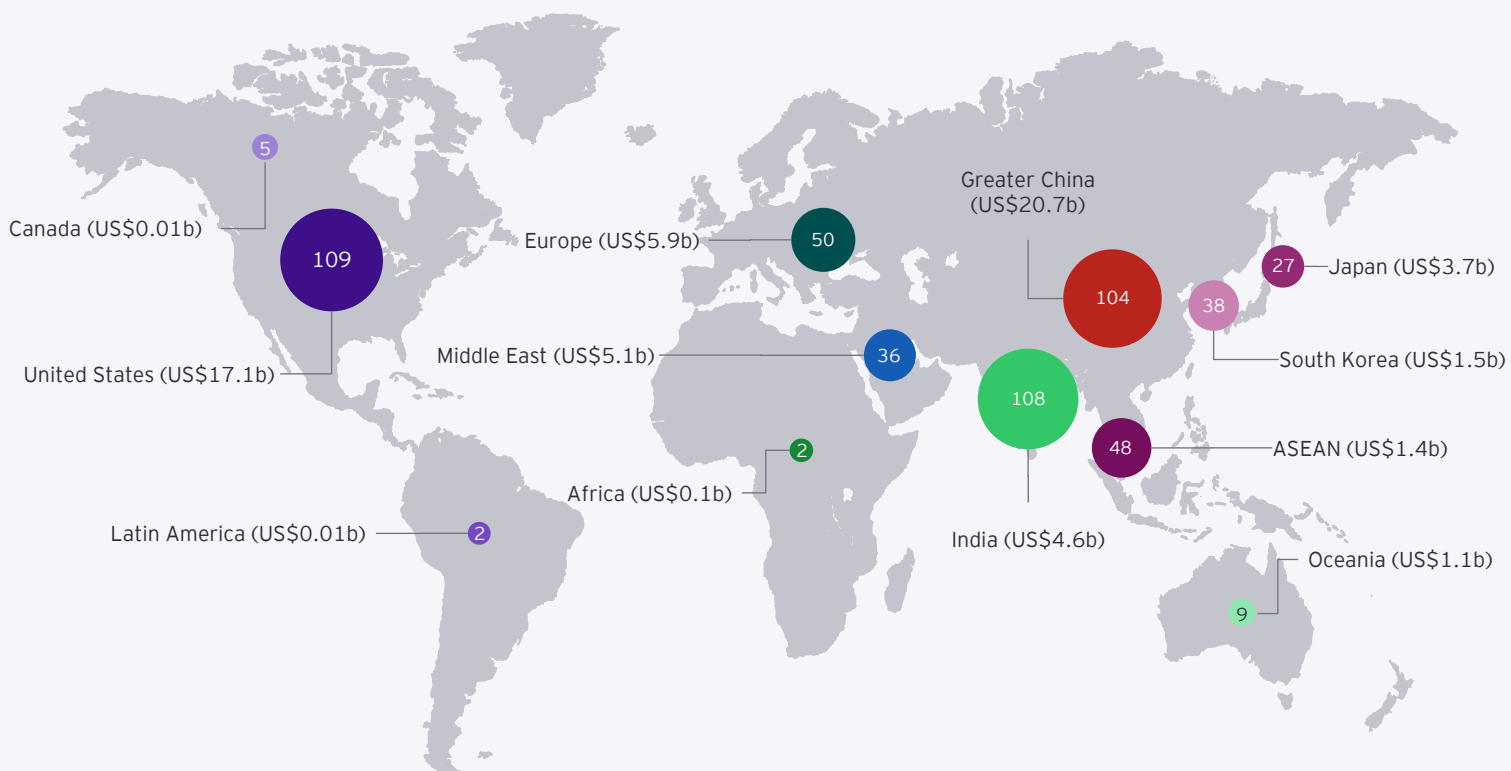 5
Canada (US$0.01b)
109
United States (US$17.1b)
2
Latin America (US$0.01b)
50
Europe (US$5.9b)
36
Middle East (US$5.1b)
2
Africa (US$0.1b)
Greater China
(US$20.7b)
104
108
India (US$4.6b)
27
Japan (US$3.7b)
38
South Korea (US$1.5b)
48
ASEAN (US$1.4b)
9
Oceania (US$1.1b)